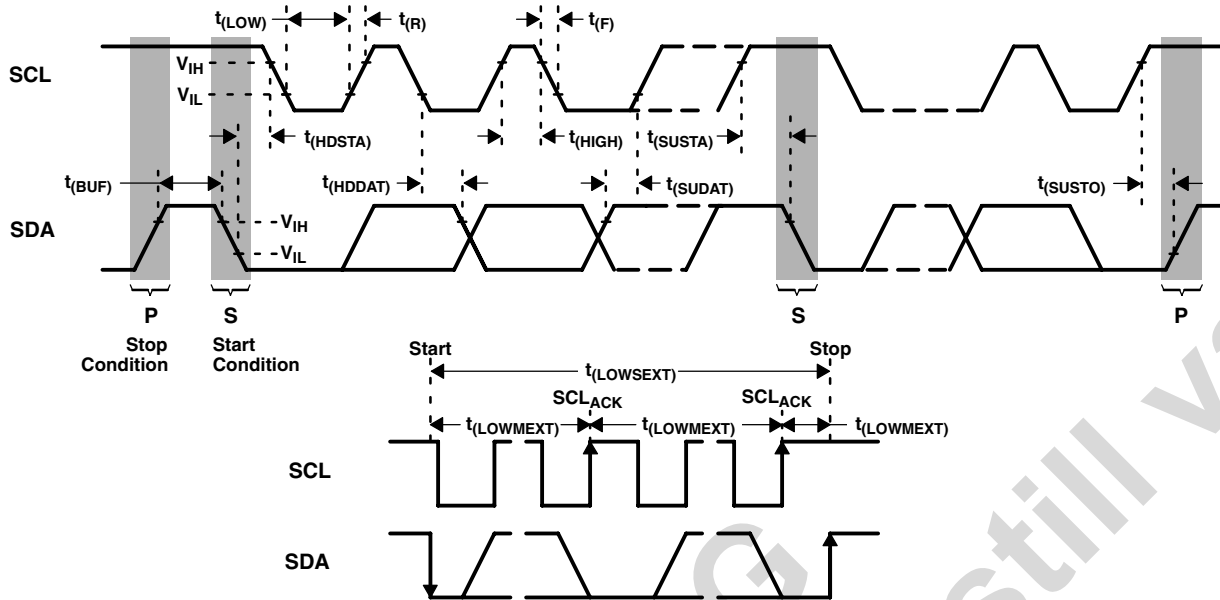 t(LOW) t(R) t(F)
SCL
VIH
VIL
t(HDSTA) t(HIGH) t(SUSTA)
t(BUF) t(HDDAT) t(SUDAT) t(SUSTO)
SDA
VIH
VIL
P S S P
Stop Condition
Start Condition
Start Stop
t(LOWSEXT)
SCLACK SCLACK
t(LOWMEXT) t(LOWMEXT) t(LOWMEXT)
SCL
SDA
G
still v